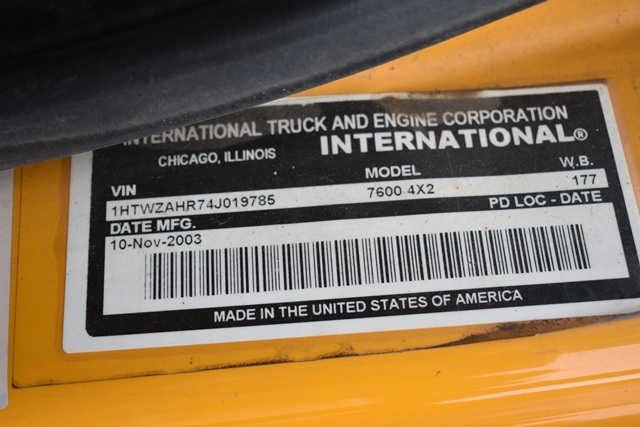 INTERNATIONAL TRUCK AND ENGINE CORPORATION
CHICAGO, ILLINOIS INTERNATIONAL®
VIN MODEL W.B.
1HTWZAHR74J019785 7600 4X2 177
DATE MFG. PD LOC - DATE
10-Nov-2003
MADE IN THE UNITED STATES OF AMERICA